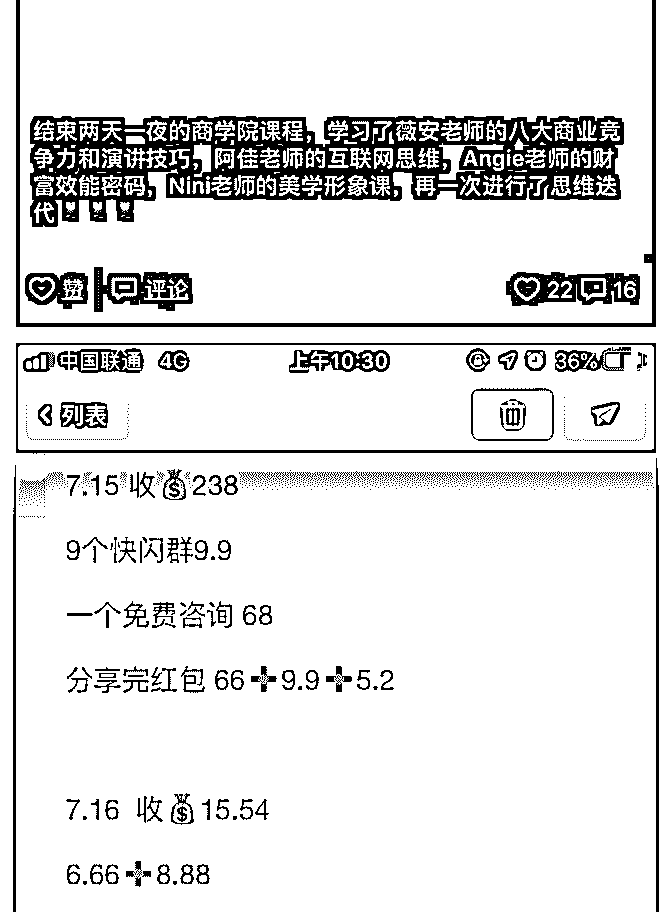 结束两天一夜的商学院课程，学习了薇安老师的八大商业竞
争力和演讲技巧，阿佳老师的互联网思维，Angie老师的财
富效能密码，Nini老师的美学形象课，再一次进行了思维迭
代🌹🌹🌹
赞 评论 22 16
中国联通 4G 上午10:30 36%
列表
7.15 收💰238
9个快闪群9.9
一个免费咨询 68
分享完红包 66➕9.9➕5.2
7.16 收💰15.54
6.66➕8.88